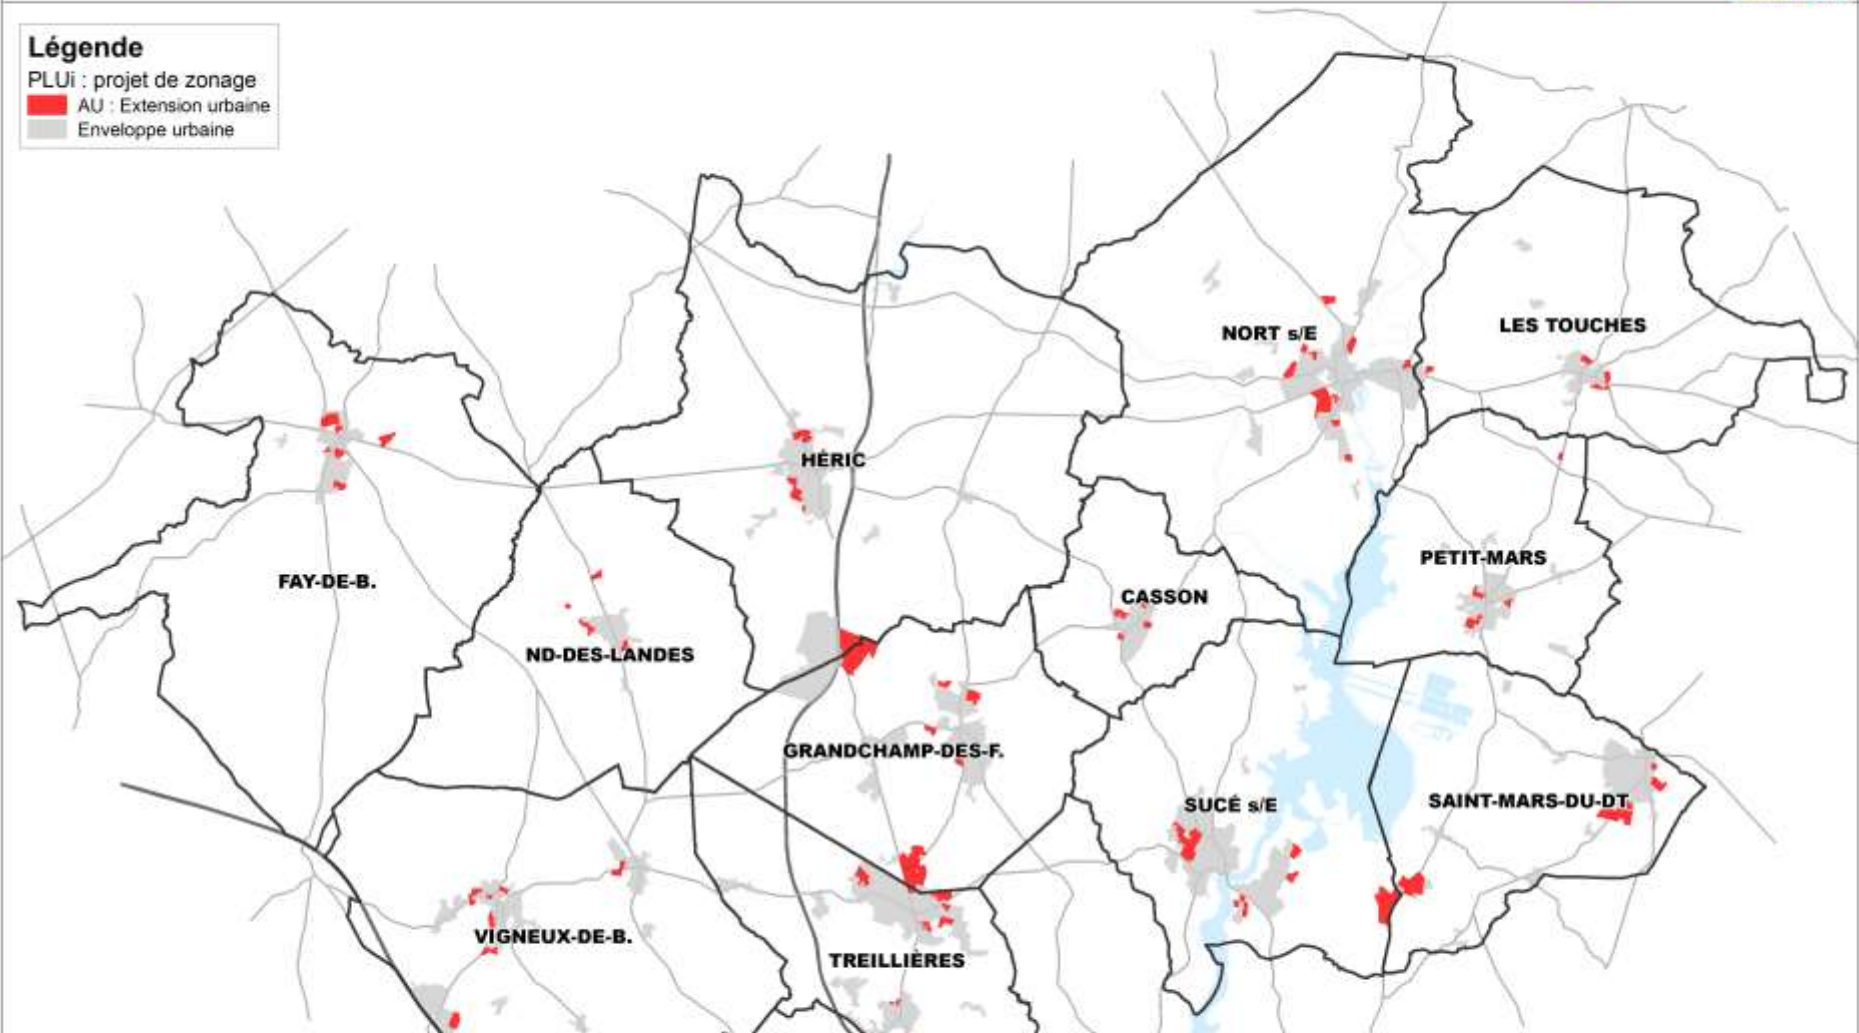 Légende
PLUi : projet de zonage
AU : Extension urbaine
Enveloppe urbaine
NORT s/E
LES TOUCHES
HÉRIC
PETIT-MARS
FAY-DE-B.
CASSON
ND-DES-LANDES
GRANDCHAMP-DES-F.
SUCÉ s/E
SAINT-MARS-DU-DT
VIGNEUX-DE-B.
TREILLIÈRES